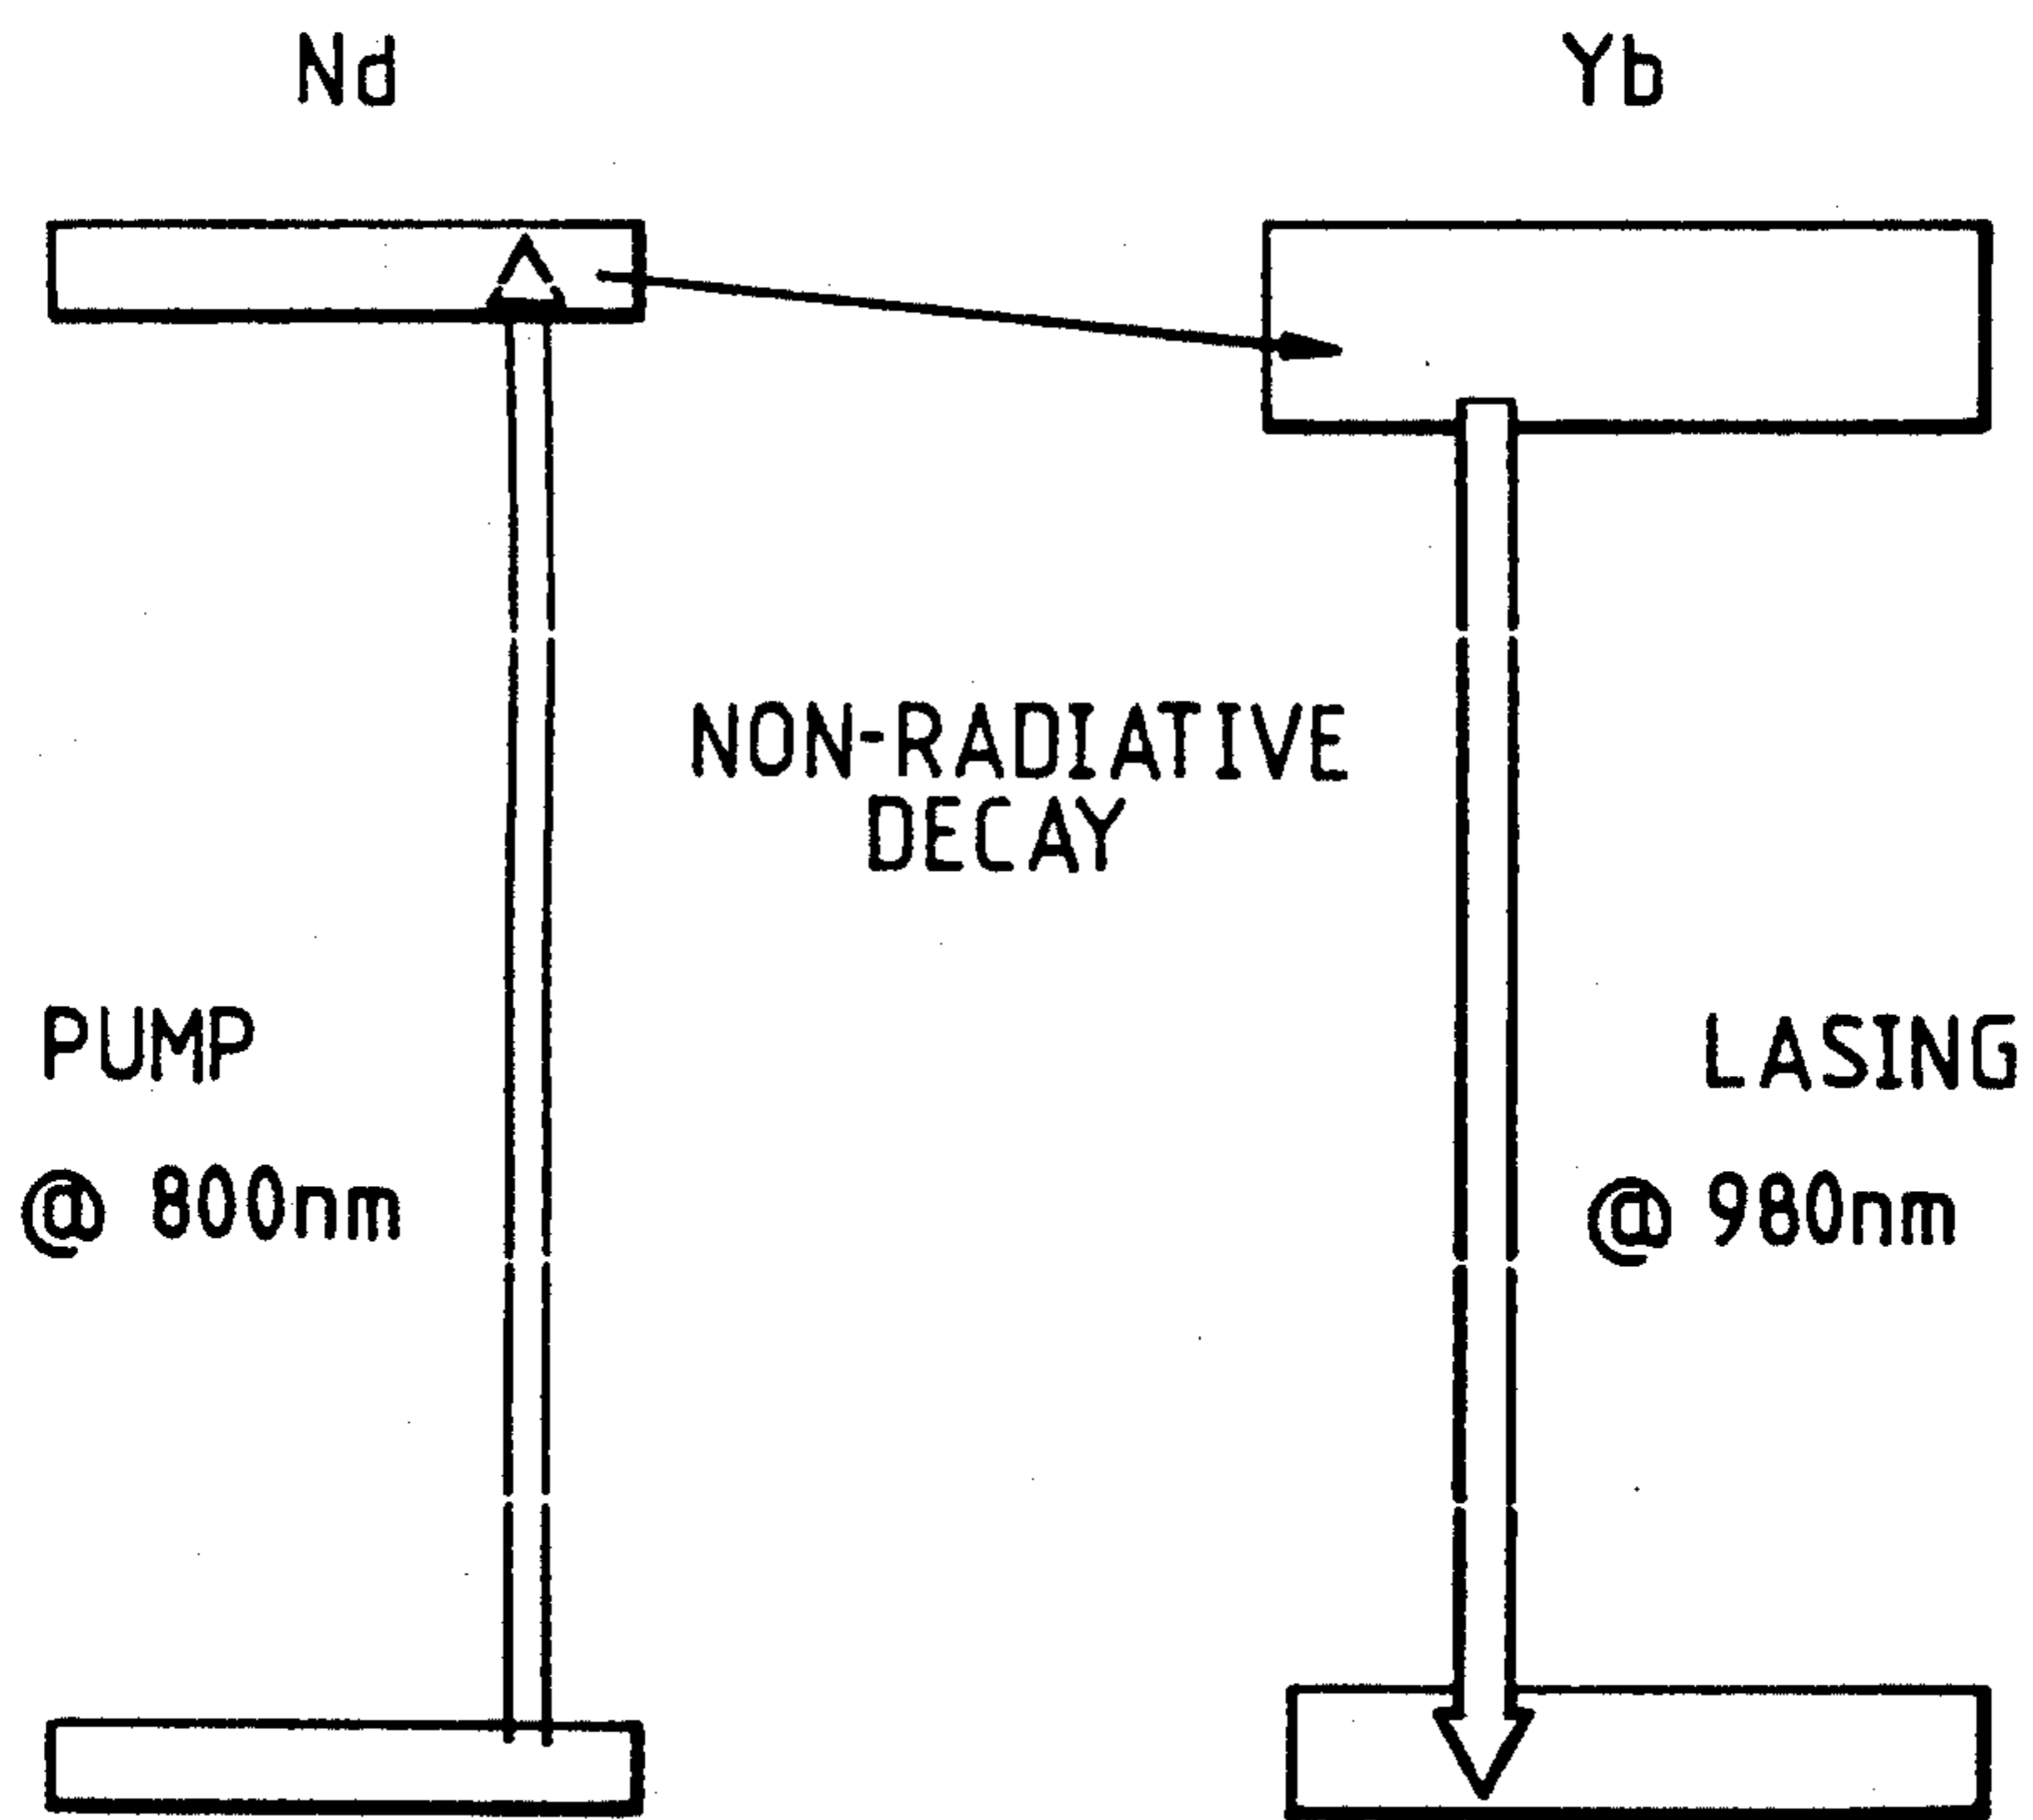 Nd
Yb
NON-RADIATIVE
DECAY
PUMP
@ 800nm
LASING
@ 980nm